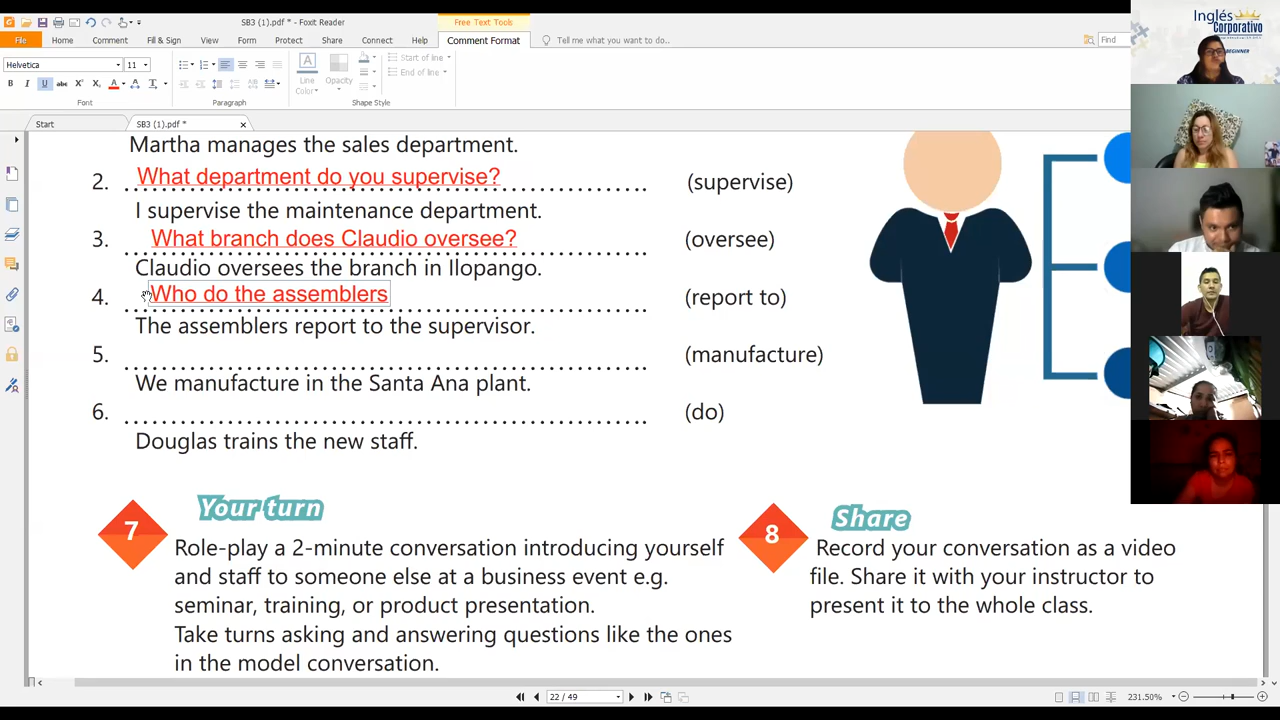 SB3 (1).pdf * - Foxit Reader
Free Text Tools
File Home Comment Fill & Sign View Form Protect Share Connect Help Comment Format Tell me what you want to do.. Find
Helvetica 11
Line Color
Opacity
Start of line
End of line
B I U abc X² X₂ A
Font Paragraph Shape Style
Start SB3 (1).pdf *
Inglés Corporativo
BEGINNER
Martha manages the sales department.
2. What department do you supervise? (supervise)
I supervise the maintenance department.
3. What branch does Claudio oversee? (oversee)
Claudio oversees the branch in Ilopango.
4. Who do the assemblers (report to)
The assemblers report to the supervisor.
5. (manufacture)
We manufacture in the Santa Ana plant.
6. (do)
Douglas trains the new staff.
7 Your turn
Role-play a 2-minute conversation introducing yourself
and staff to someone else at a business event e.g.
seminar, training, or product presentation.
Take turns asking and answering questions like the ones
in the model conversation.
8 Share
Record your conversation as a video
file. Share it with your instructor to
present it to the whole class.
22 / 49
231.50%